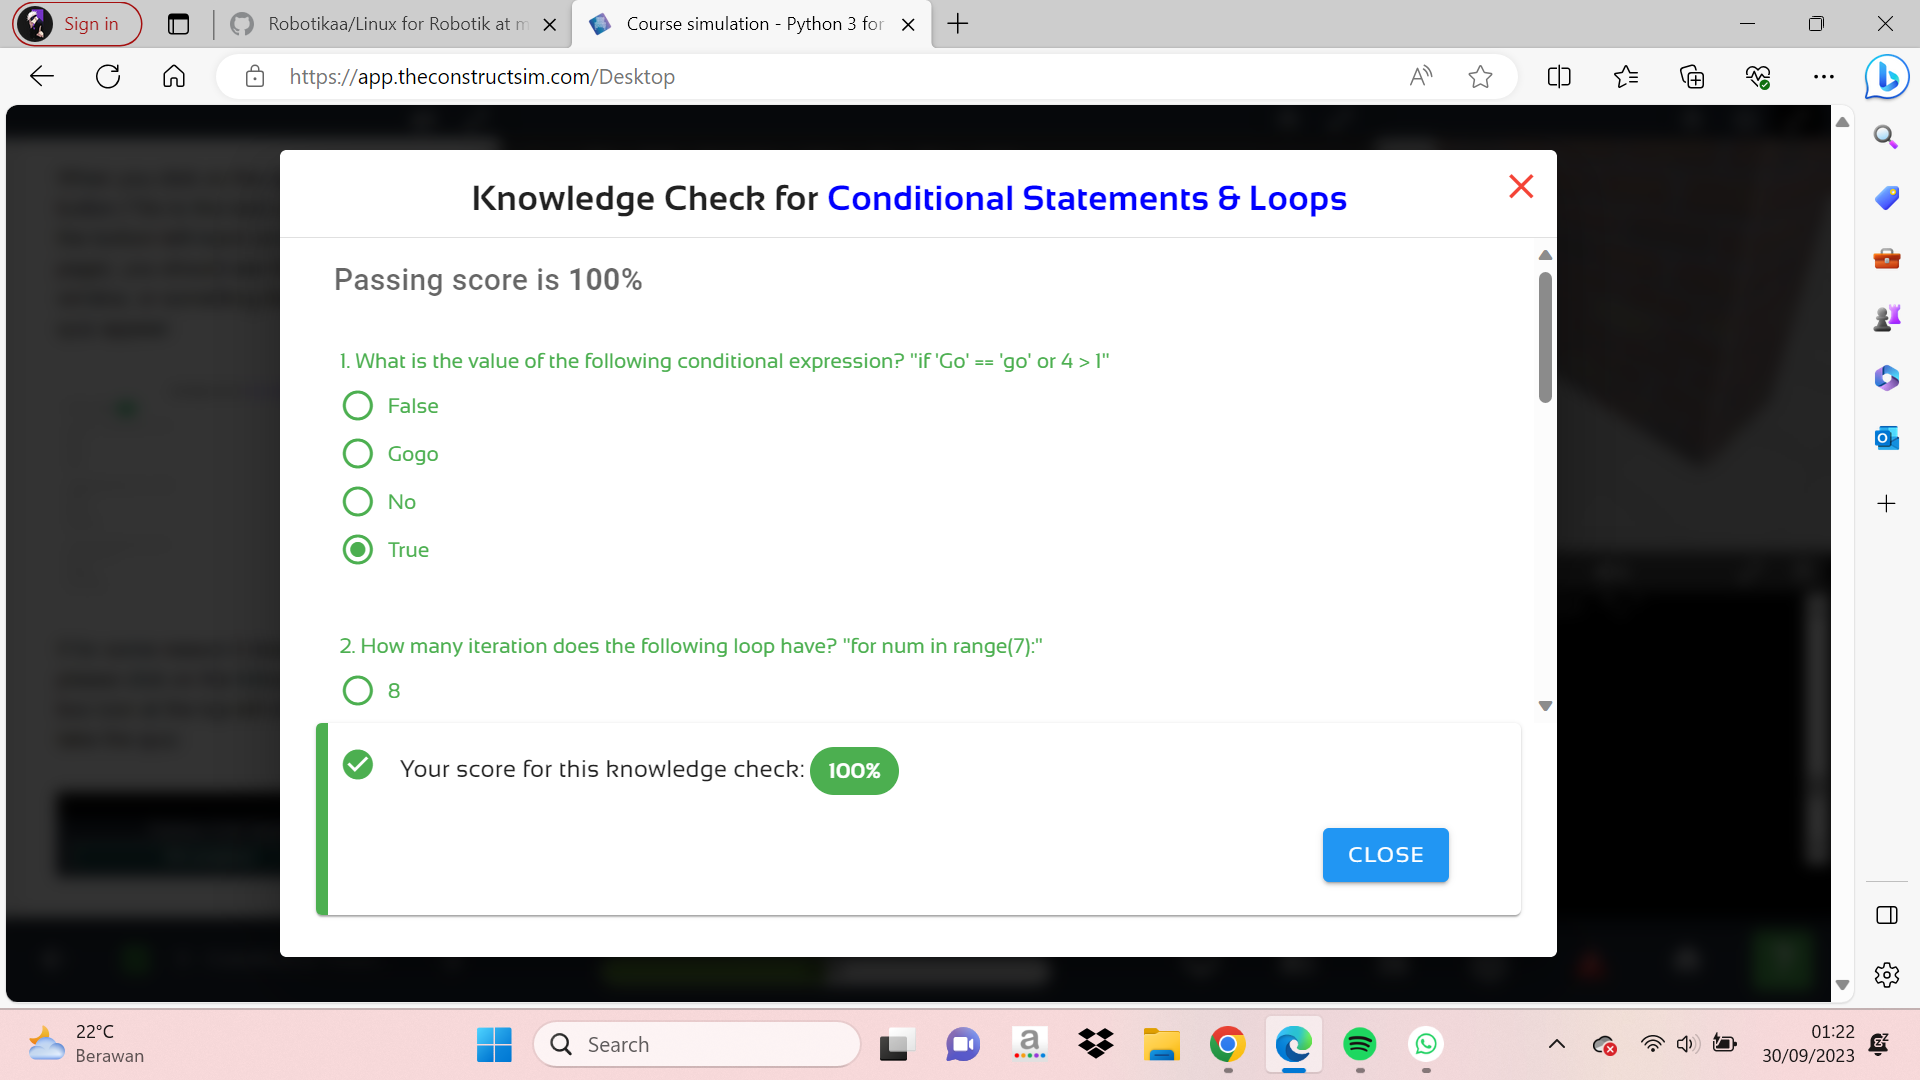 Sign in
Robotikaa/Linux for Robotik at m
Course simulation - Python 3 for
https://app.theconstructsim.com/Desktop
Knowledge Check for Conditional Statements & Loops
Passing score is 100%
1. What is the value of the following conditional expression? "if 'Go' == 'go' or 4 > 1"
False
Gogo
No
True
2. How many iteration does the following loop have? "for num in range(7):"
8
Your score for this knowledge check: 100%
CLOSE
22°C
Berawan
Search
01:22
30/09/2023